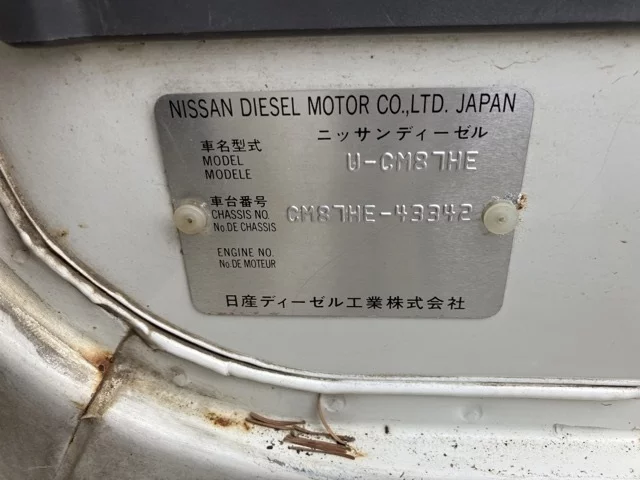 NISSAN DIESEL MOTOR CO.,LTD. JAPAN
ニッサンディーゼル
車名型式
MODEL
MODELE
U-CM87HE
車台番号
CHASSIS NO.
No.DE CHASSIS
CM87HE-43342
ENGINE NO.
No.DE MOTEUR
日産ディーゼル工業株式会社